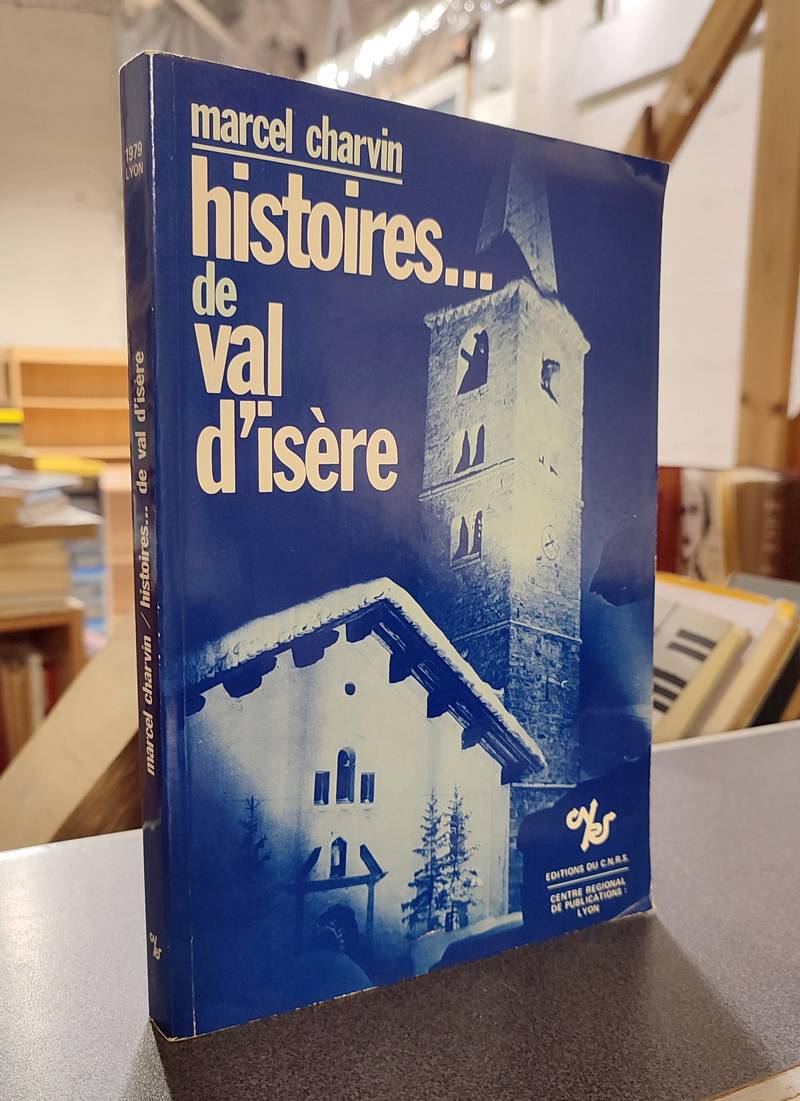 1979
LYON
marcel charvin / histoires... de val d'isère
marcel charvin
histoires...
de
val
d'isère
cnrs
EDITIONS DU C.N.R.S.
CENTRE REGIONAL
DE PUBLICATIONS :
LYON